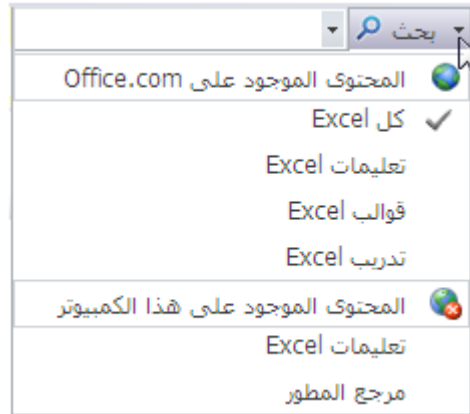 بحث
المحتوى الموجود على Office.com
كل Excel
تعليمات Excel
قوالب Excel
تدريب Excel
المحتوى الموجود على هذا الكمبيوتر
تعليمات Excel
مرجع المطور